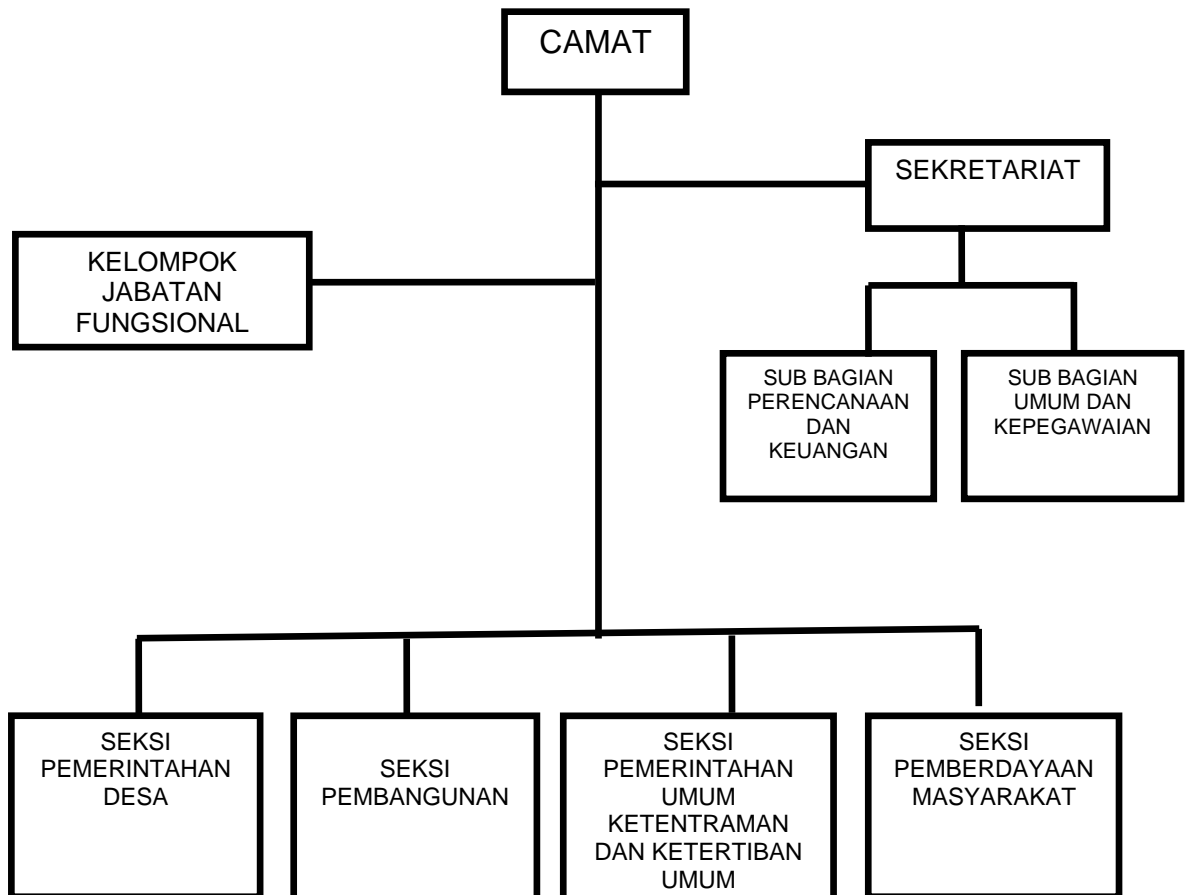 CAMAT
SEKRETARIAT
KELOMPOK
JABATAN
FUNGSIONAL
SUB BAGIAN
PERENCANAAN
DAN
KEUANGAN
SUB BAGIAN
UMUM DAN
KEPEGAWAIAN
SEKSI
PEMERINTAHAN
DESA
SEKSI
PEMBANGUNAN
SEKSI
PEMERINTAHAN
UMUM
KETENTRAMAN
DAN KETERTIBAN
UMUM
SEKSI
PEMBERDAYAAN
MASYARAKAT